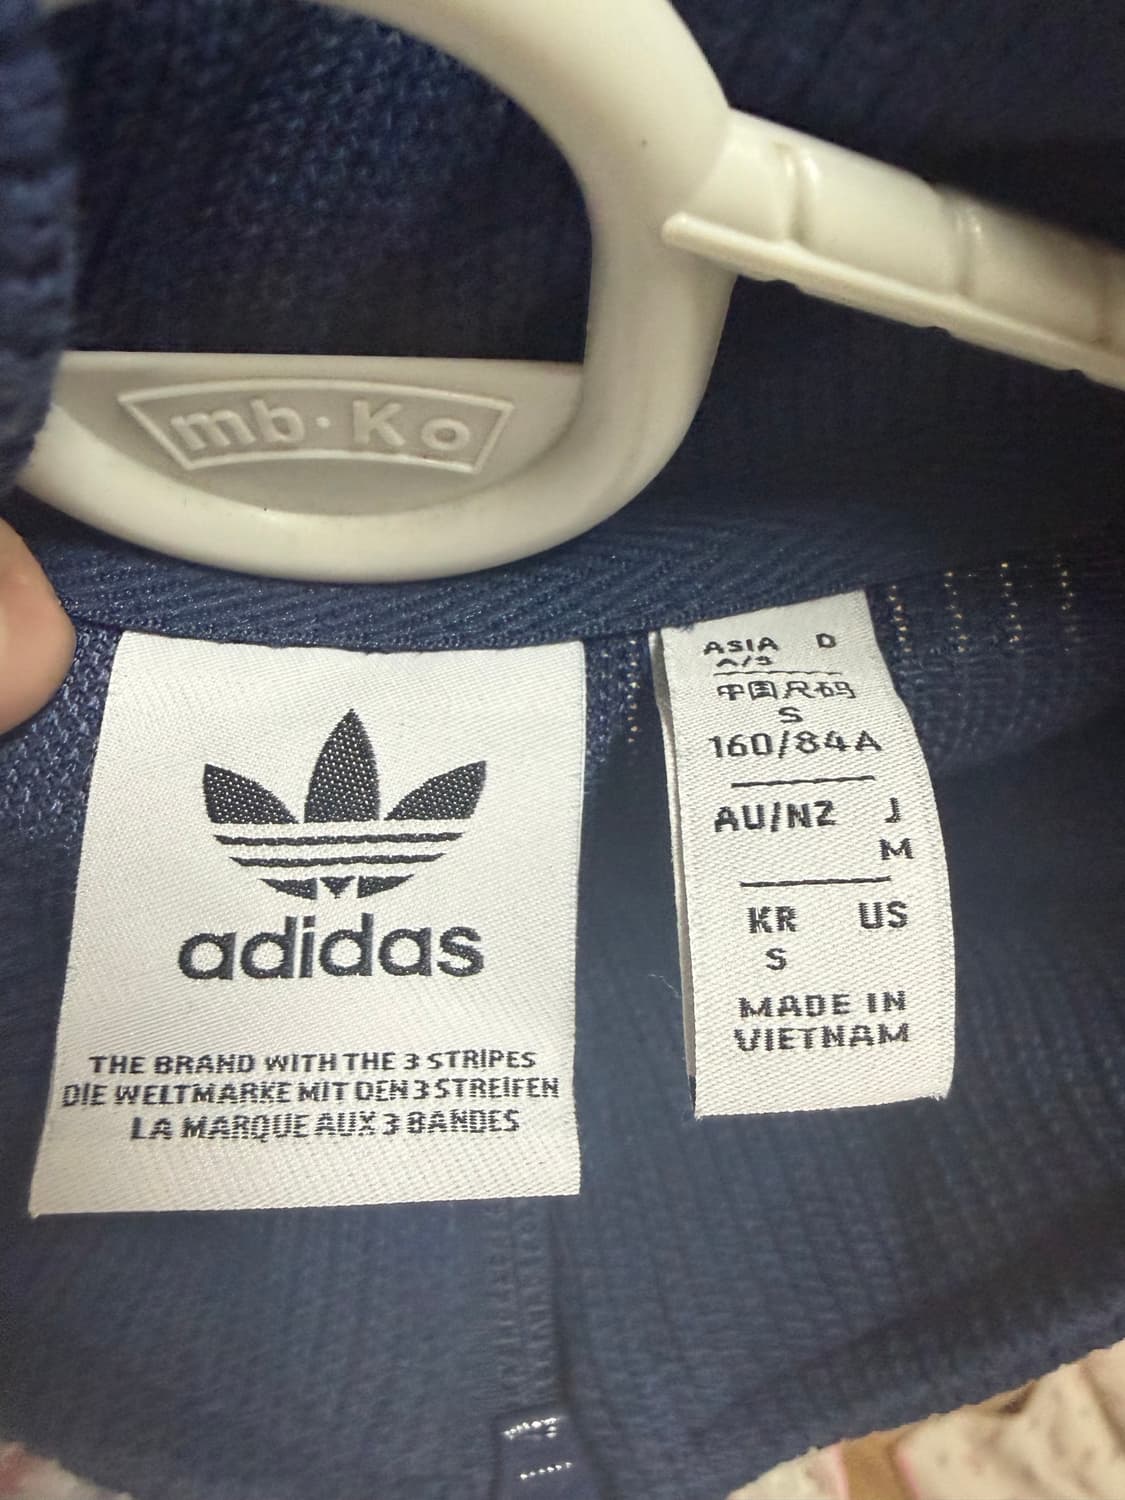 mb·Ko
adidas
THE BRAND WITH THE 3 STRIPES
DIE WELTMARKE MIT DEN 3 STREIFEN
LA MARQUE AUX 3 BANDES
ASIA D
A/S
中国尺码
S
160/84A
AU/NZ J
M
KR US
S
MADE IN
VIETNAM